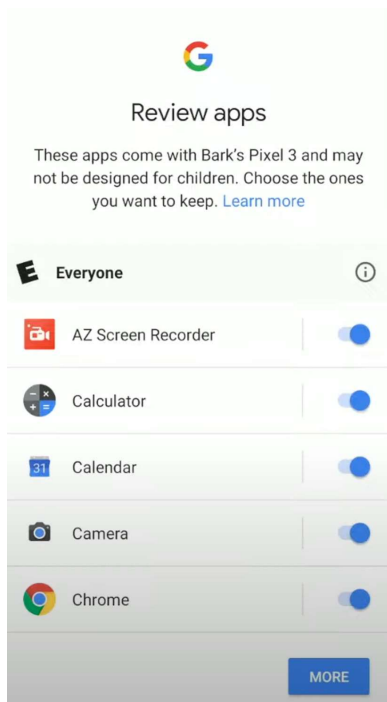 Review apps
These apps come with Bark's Pixel 3 and may
not be designed for children. Choose the ones
you want to keep. Learn more
E Everyone
AZ Screen Recorder
Calculator
31 Calendar
Camera
Chrome
MORE